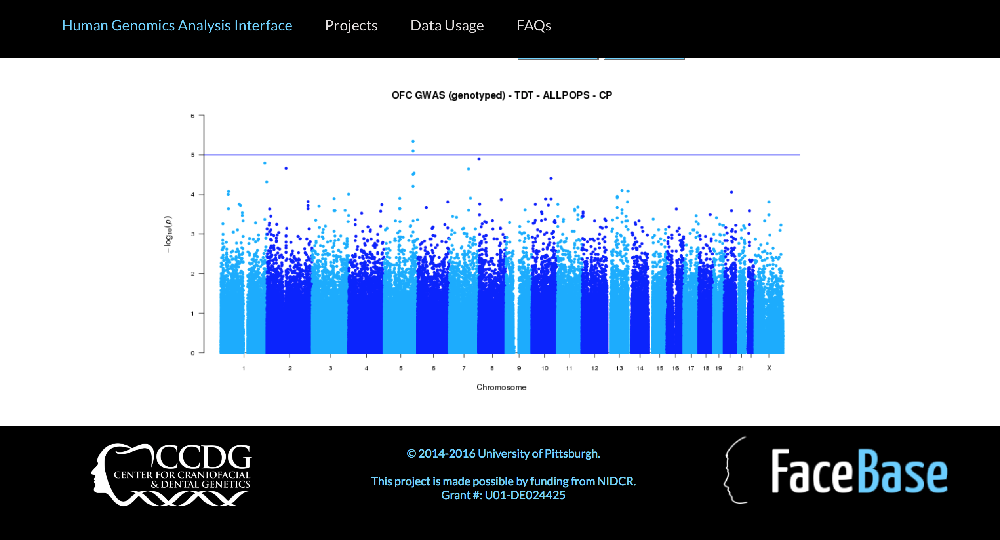 Human Genomics Analysis Interface Projects Data Usage FAQs
OFC GWAS (genotyped) - TDT - ALLPOPS - CP
6
5
4
3
2
1
0
−log₁₀(p)
1 2 3 4 5 6 7 8 9 10 11 12 13 14 15 16 17 18 19 21 X
Chromosome
CCDG
CENTER FOR CRANIOFACIAL
& DENTAL GENETICS
© 2014-2016 University of Pittsburgh.
This project is made possible by funding from NIDCR.
Grant #: U01-DE024425
FaceBase